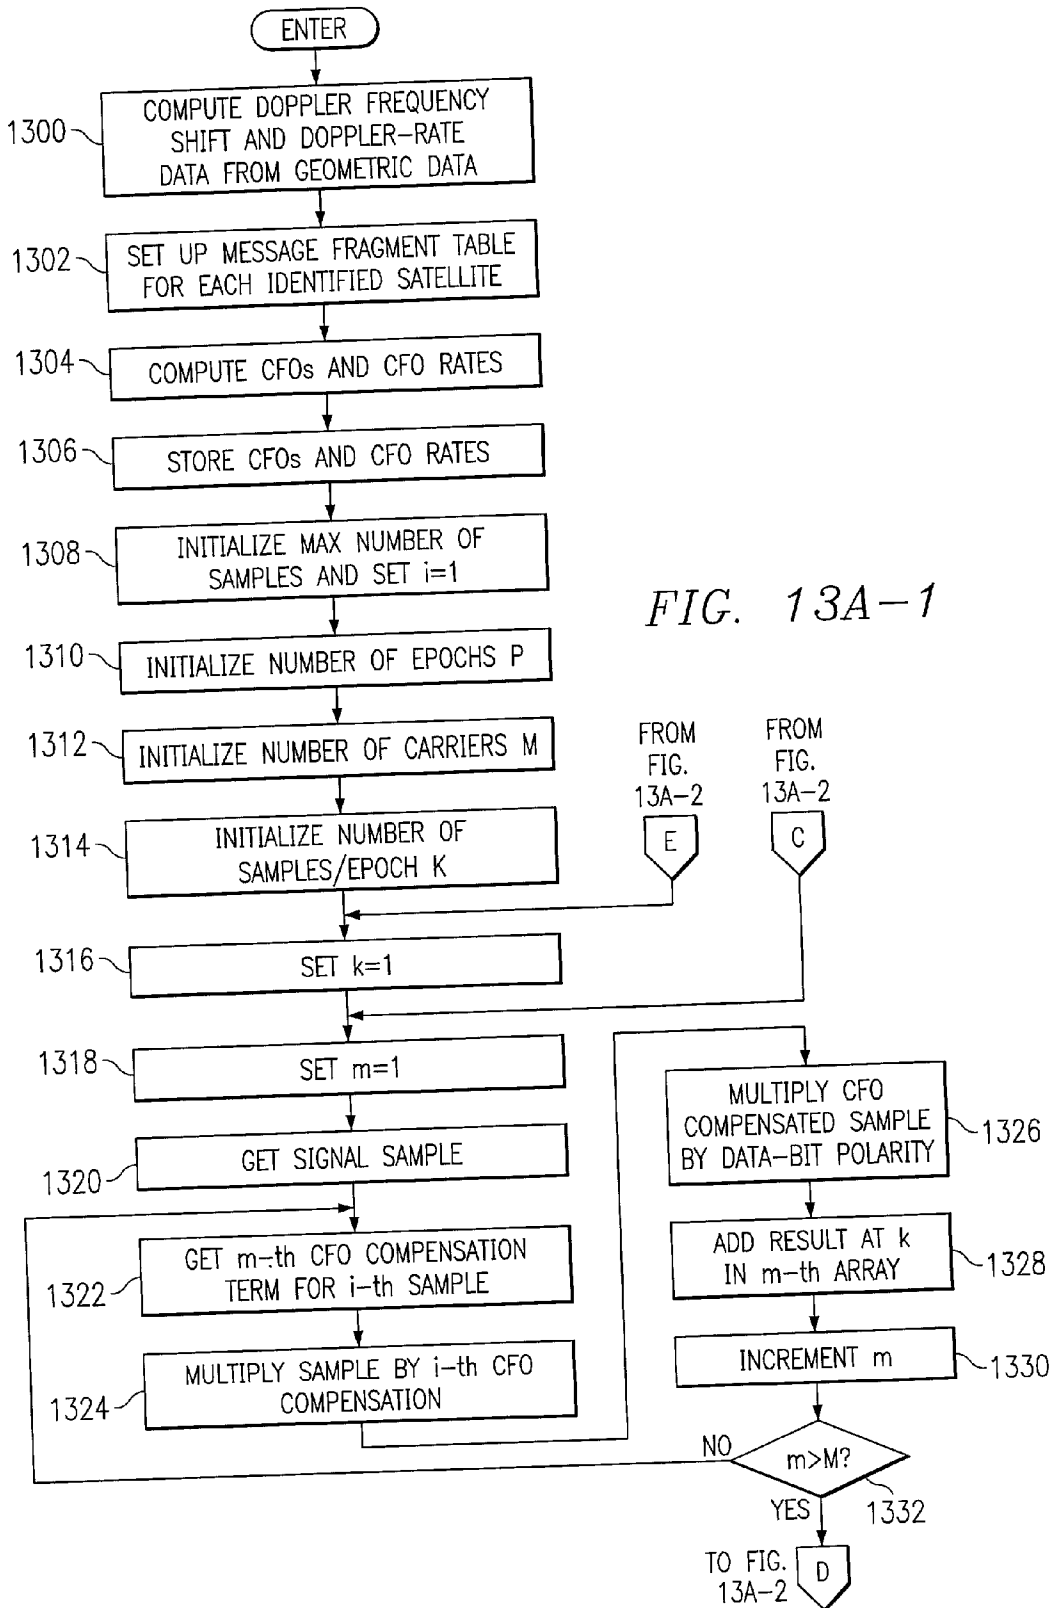 ENTER
1300
COMPUTE DOPPLER FREQUENCY
SHIFT AND DOPPLER-RATE
DATA FROM GEOMETRIC DATA
1302
SET UP MESSAGE FRAGMENT TABLE
FOR EACH IDENTIFIED SATELLITE
1304
COMPUTE CFOs AND CFO RATES
1306
STORE CFOs AND CFO RATES
1308
INITIALIZE MAX NUMBER OF
SAMPLES AND SET i=1
FIG. 13A-1
1310
INITIALIZE NUMBER OF EPOCHS P
1312
INITIALIZE NUMBER OF CARRIERS M
1314
INITIALIZE NUMBER OF
SAMPLES/EPOCH K
FROM
FIG.
13A-2
E
FROM
FIG.
13A-2
C
1316
SET k=1
1318
SET m=1
1320
GET SIGNAL SAMPLE
1322
GET m-th CFO COMPENSATION
TERM FOR i-th SAMPLE
1324
MULTIPLY SAMPLE BY i-th CFO
COMPENSATION
MULTIPLY CFO
COMPENSATED SAMPLE
BY DATA-BIT POLARITY
1326
ADD RESULT AT k
IN m-th ARRAY
1328
INCREMENT m
1330
NO
m>M?
1332
YES
TO FIG.
13A-2
D